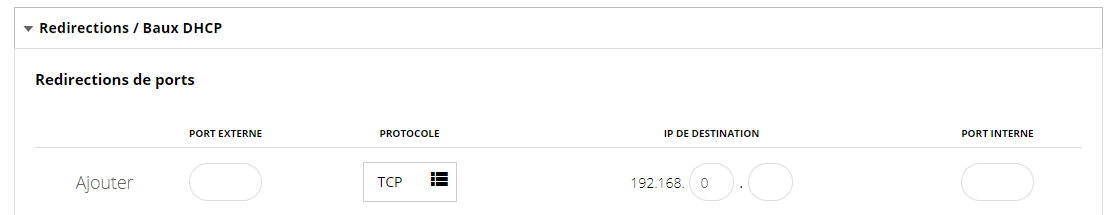 Redirections / Baux DHCP
Redirections de ports
PORT EXTERNE PROTOCOLE IP DE DESTINATION PORT INTERNE
Ajouter TCP 192.168. 0 .